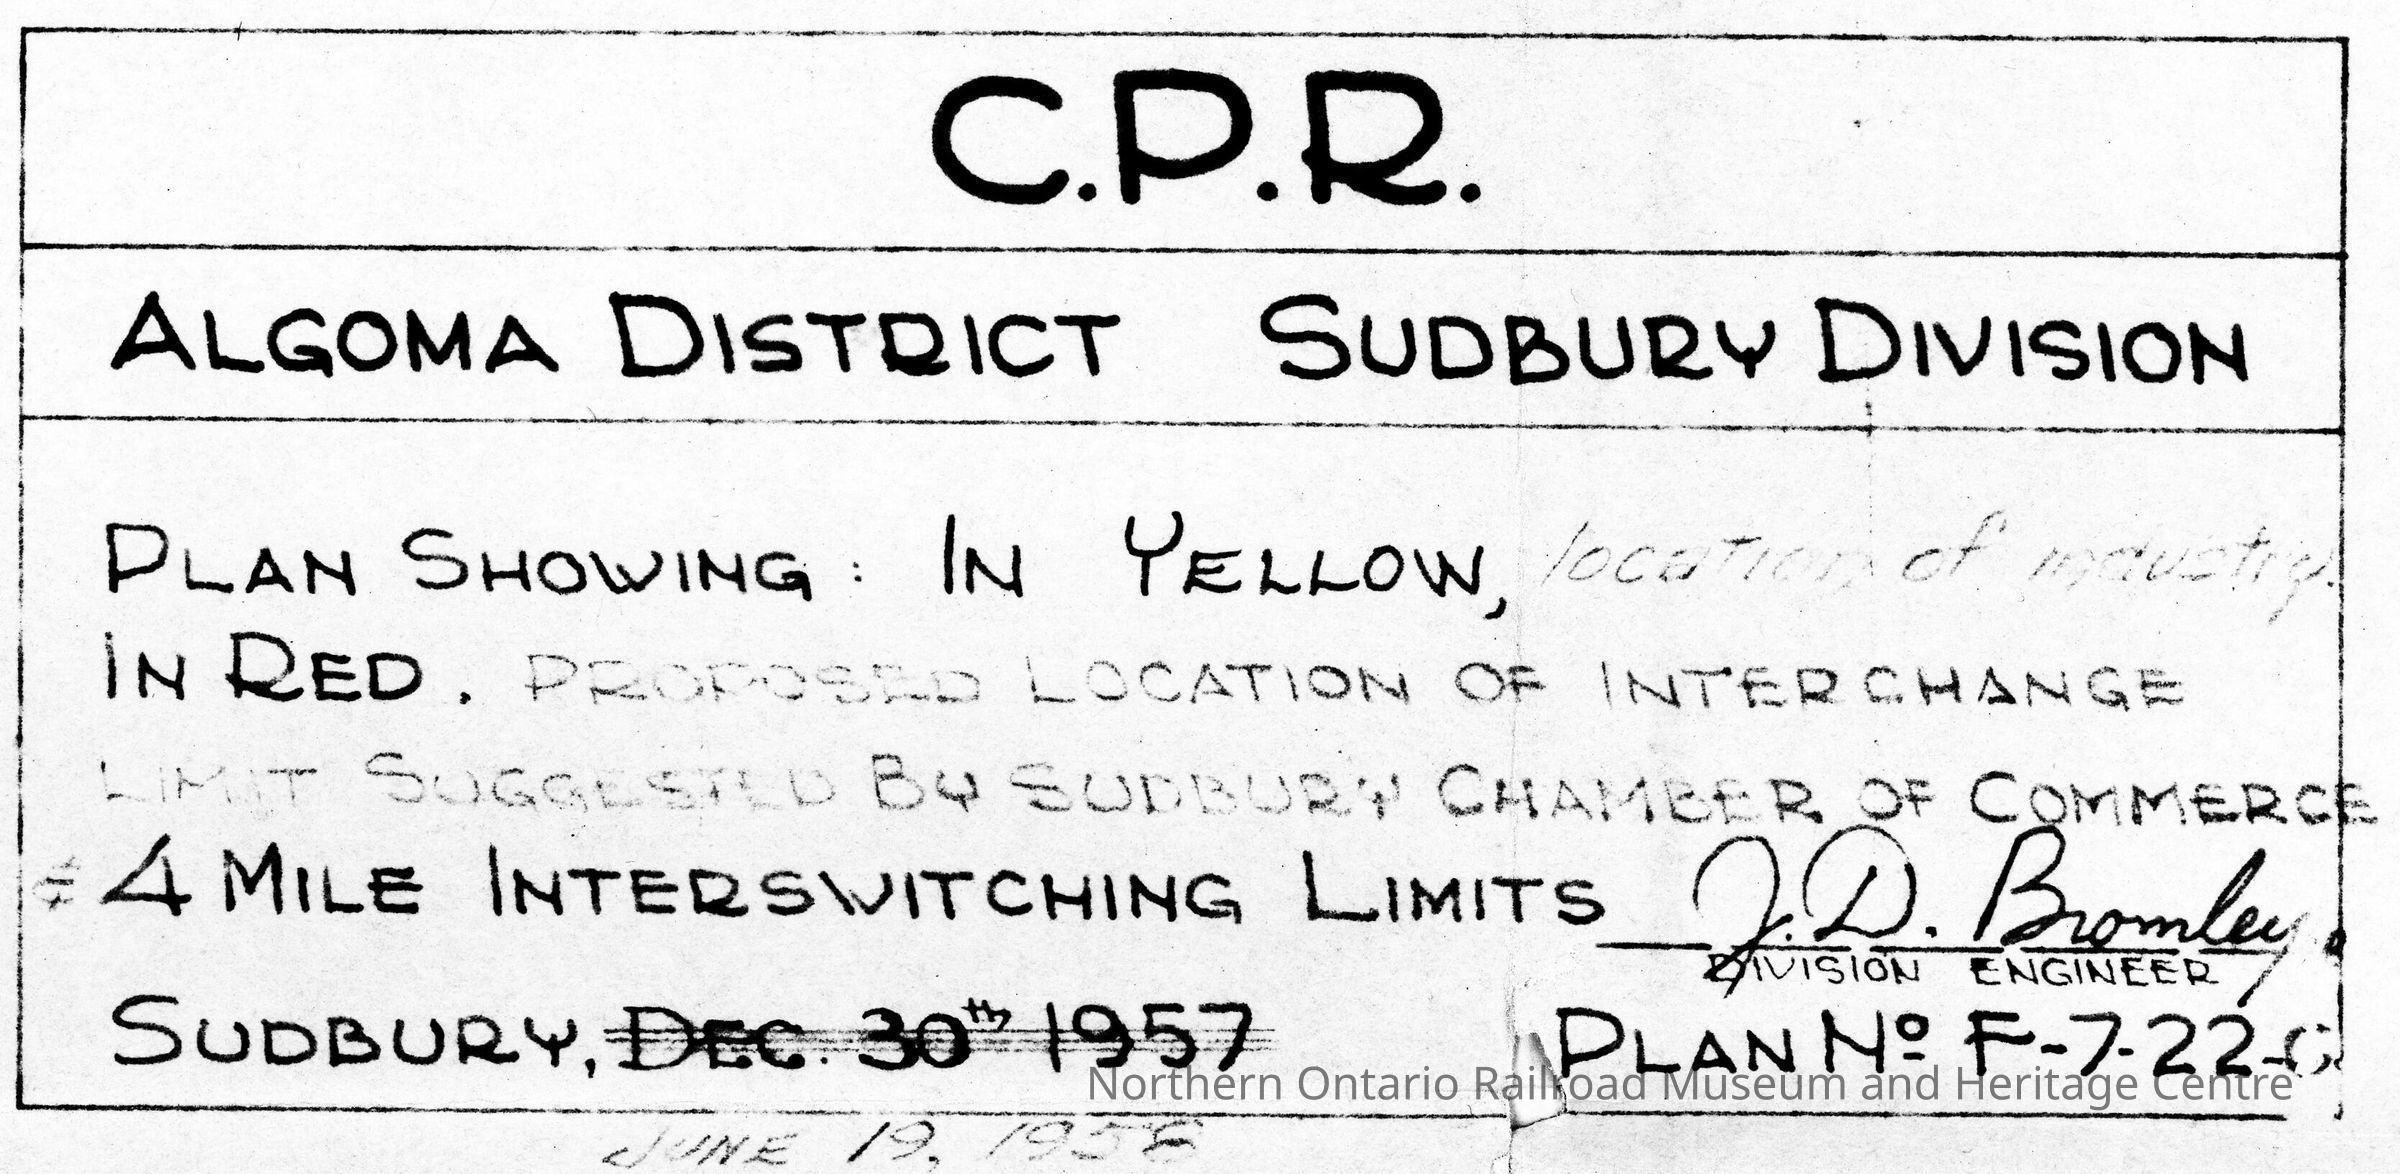 C.P.R.
ALGOMA DISTRICT SUDBURY DIVISION
PLAN SHOWING: IN YELLOW, location of industry.
IN RED. PROPOSED LOCATION OF INTERCHANGE
LIMIT SUGGESTED BY SUDBURY CHAMBER OF COMMERCE
4 MILE INTERSWITCHING LIMITS J. D. Bromley
DIVISION ENGINEER
SUDBURY, DEC. 30th 1957 PLAN No F-7-22-
Northern Ontario Railroad Museum and Heritage Centre
JUNE 19, 1958